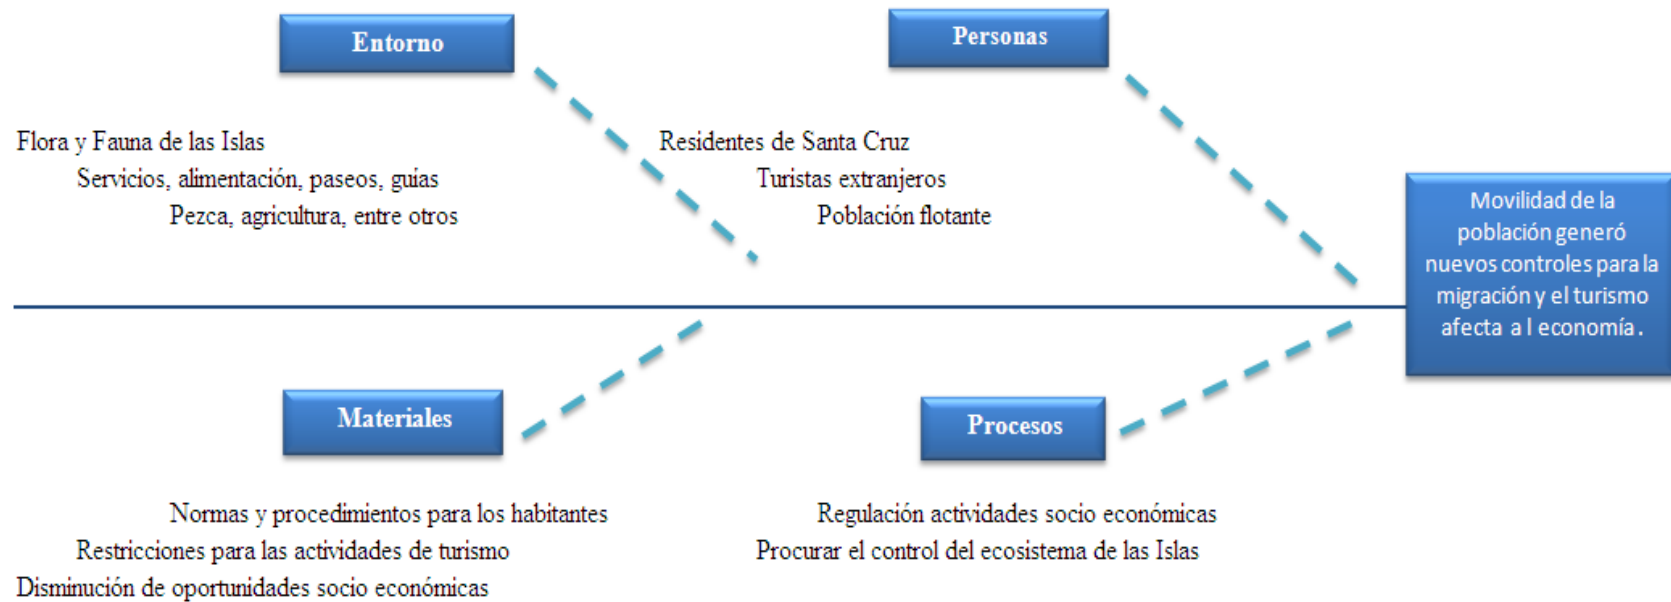 Entorno
Personas
Flora y Fauna de las Islas
Servicios, alimentación, paseos, guías
Pezca, agricultura, entre otros
Residentes de Santa Cruz
Turistas extranjeros
Población flotante
Movilidad de la
población generó
nuevos controles para la
migración y el turismo
afecta a l economía.
Materiales
Procesos
Normas y procedimientos para los habitantes
Restricciones para las actividades de turismo
Disminución de oportunidades socio económicas
Regulación actividades socio económicas
Procurar el control del ecosistema de las Islas